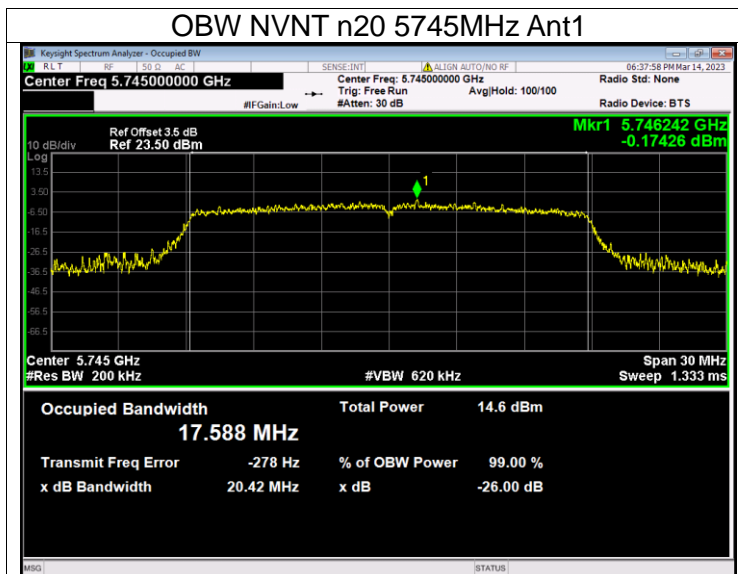 OBW NVNT n20 5745MHz Ant1
Keysight Spectrum Analyzer - Occupied BW
LXI RLT RF 50 Ω AC SENSE:INT ALIGN AUTO/NO RF 06:37:58 PM Mar 14, 2023
Center Freq 5.745000000 GHz Center Freq: 5.745000000 GHz Radio Std: None
Trig: Free Run Avg|Hold: 100/100
#IFGain:Low #Atten: 30 dB Radio Device: BTS
Ref Offset 3.5 dB Mkr1 5.746242 GHz
10 dB/div Ref 23.50 dBm -0.17426 dBm
Log
13.5
1
3.50
-6.50
-16.5
-26.5
-36.5
-46.5
-56.5
-66.5
Center 5.745 GHz Span 30 MHz
#Res BW 200 kHz #VBW 620 kHz Sweep 1.333 ms
Occupied Bandwidth Total Power 14.6 dBm
17.588 MHz
Transmit Freq Error -278 Hz % of OBW Power 99.00 %
x dB Bandwidth 20.42 MHz x dB -26.00 dB
MSG STATUS